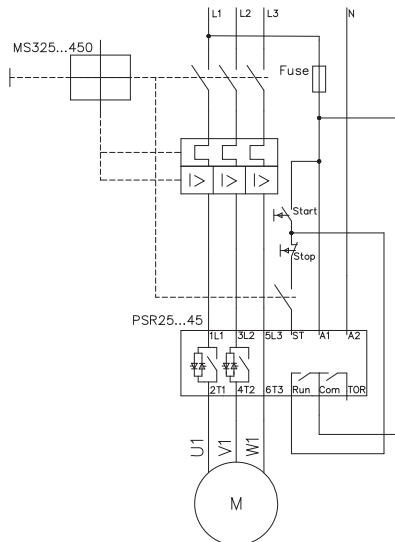 L1 L2 L3 N
MS325...450
Fuse
I> I> I>
Start
Stop
PSR25...45
1L1 3L2 5L3 ST A1 A2
2T1 4T2 6T3 Run Com TOR
U1 V1 W1
M